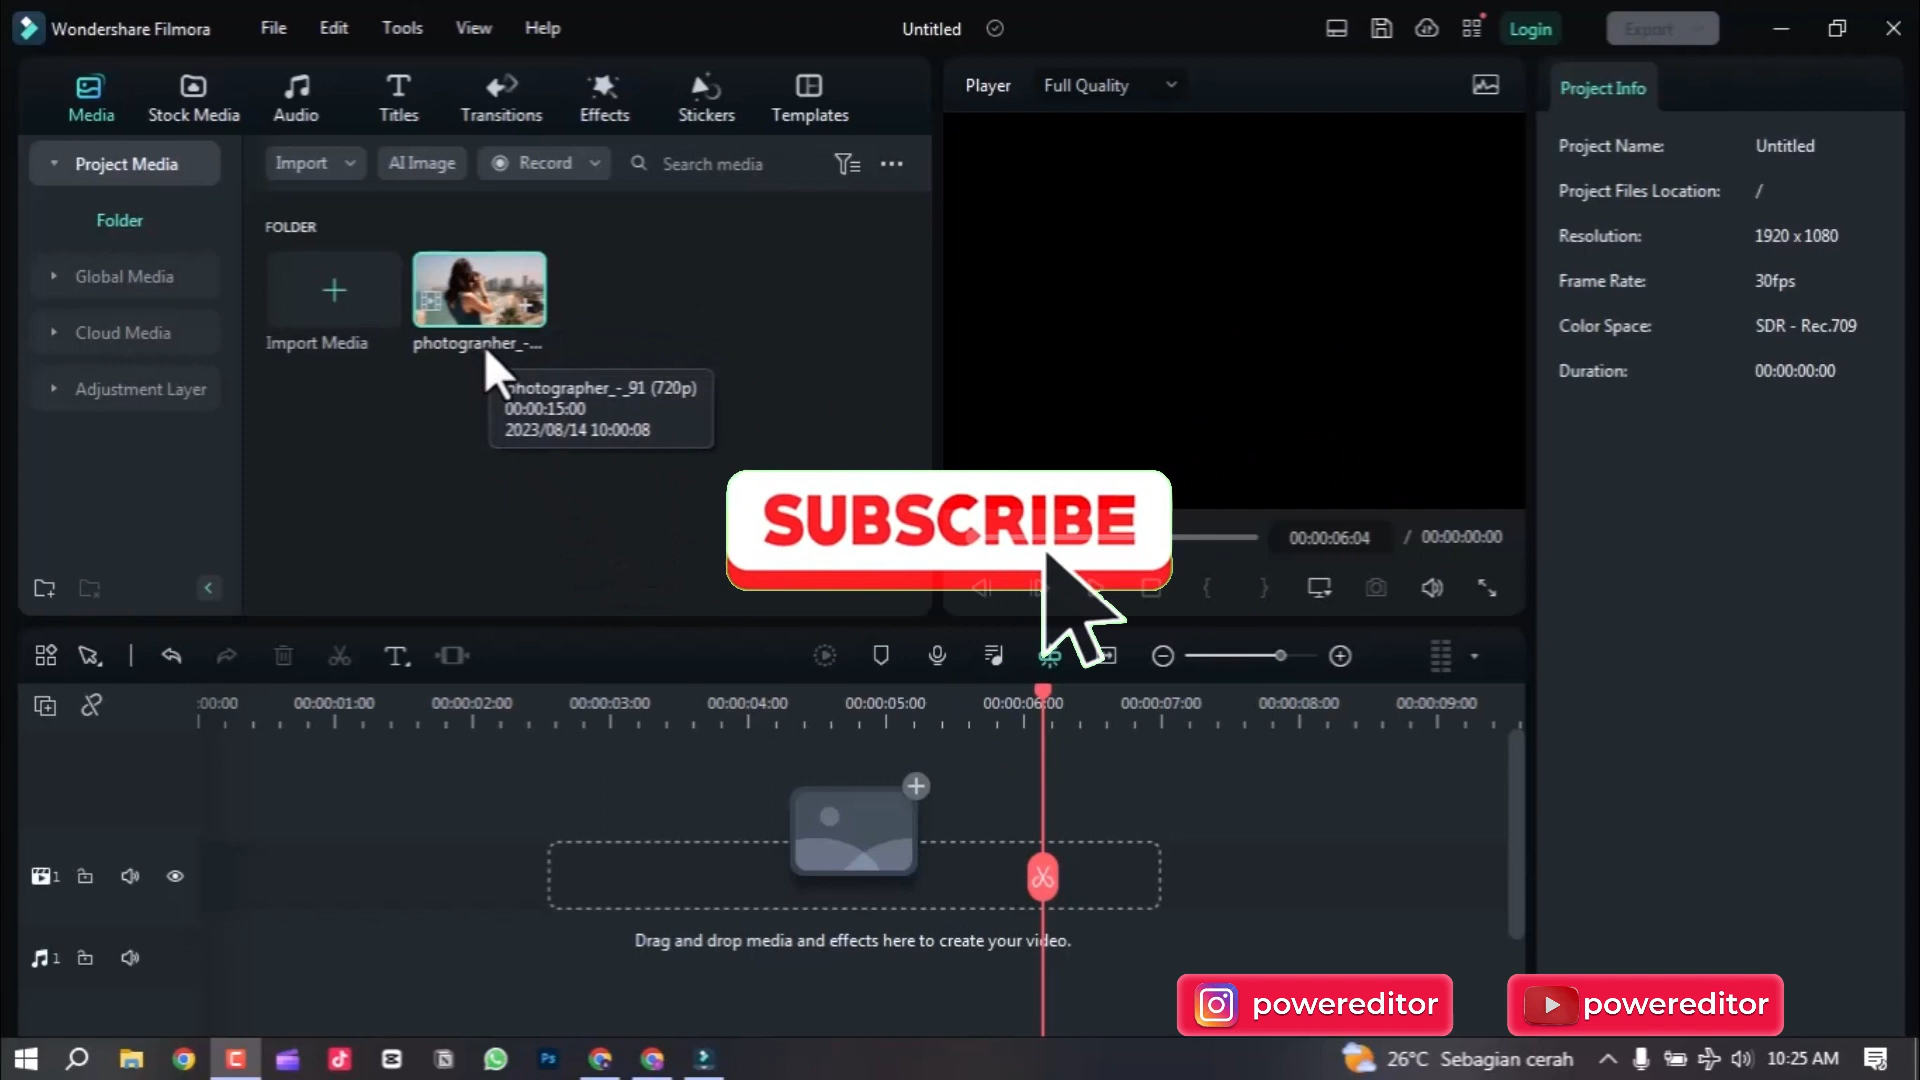 Wondershare Filmora
File
Edit
Tools
View
Help
Untitled
Login
Export
Media
Stock Media
Audio
Titles
Transitions
Effects
Stickers
Templates
Player
Full Quality
Project Info
Project Media
Folder
Global Media
Cloud Media
Adjustment Layer
Import
AI Image
Record
Search media
FOLDER
Import Media
photographer_-...
photographer_-_91 (720p)
00:00:15:00
2023/08/14 10:00:08
Project Name: Untitled
Project Files Location: /
Resolution: 1920 x 1080
Frame Rate: 30fps
Color Space: SDR - Rec.709
Duration: 00:00:00:00
SUBSCRIBE
00:00:06:04 / 00:00:00:00
:00:00 00:00:01:00 00:00:02:00 00:00:03:00 00:00:04:00 00:00:05:00 00:00:06:00 00:00:07:00 00:00:08:00 00:00:09:00
1
Drag and drop media and effects here to create your video.
1
powereditor
powereditor
Ps
26°C Sebagian cerah
10:25 AM